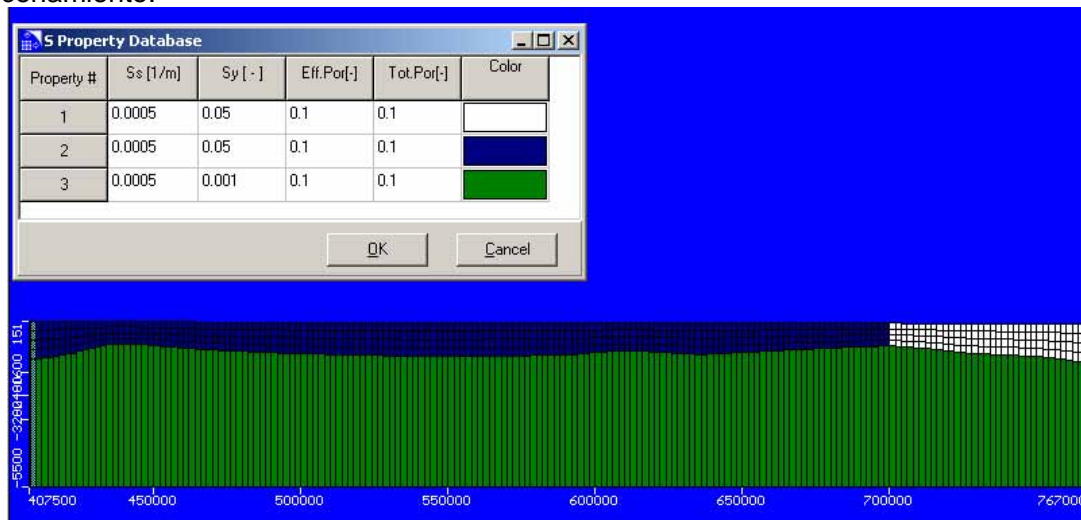 cenamiento.
S Property Database
Property # Ss [1/m] Sy [ - ] Eff.Por[-] Tot.Por[-] Color
1 0.0005 0.05 0.1 0.1
2 0.0005 0.05 0.1 0.1
3 0.0005 0.001 0.1 0.1
OK Cancel
151
-5500
407500 450000 500000 550000 600000 650000 700000 76700